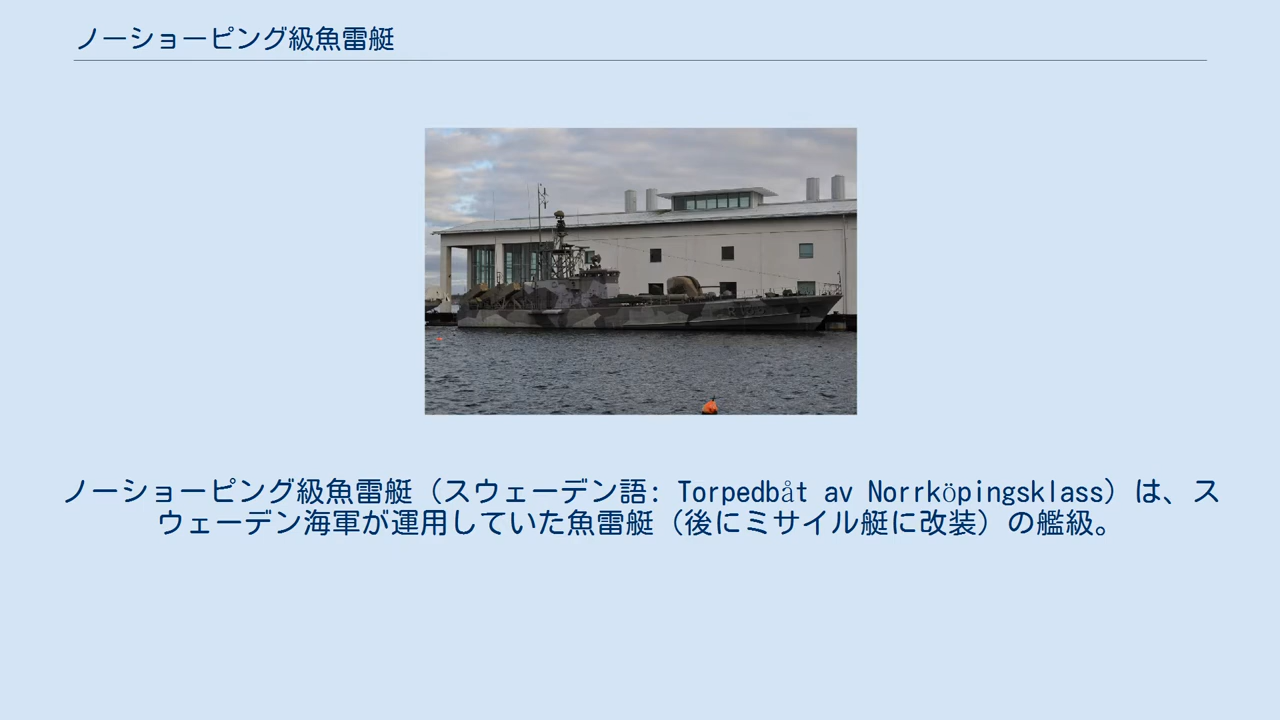 ノーショーピング級魚雷艇
ノーショーピング級魚雷艇（スウェーデン語: Torpedbåt av Norrköpingsklass）は、ス
ウェーデン海軍が運用していた魚雷艇（後にミサイル艇に改装）の艦級。